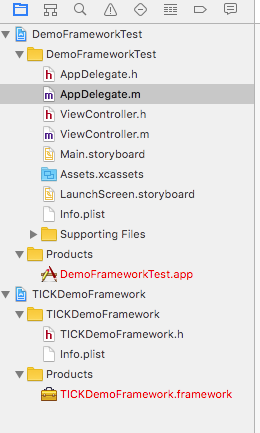 DemoFrameworkTest
DemoFrameworkTest
h AppDelegate.h
m AppDelegate.m
h ViewController.h
m ViewController.m
Main.storyboard
Assets.xcassets
LaunchScreen.storyboard
Info.plist
Supporting Files
Products
DemoFrameworkTest.app
TICKDemoFramework
TICKDemoFramework
h TICKDemoFramework.h
Info.plist
Products
TICKDemoFramework.framework